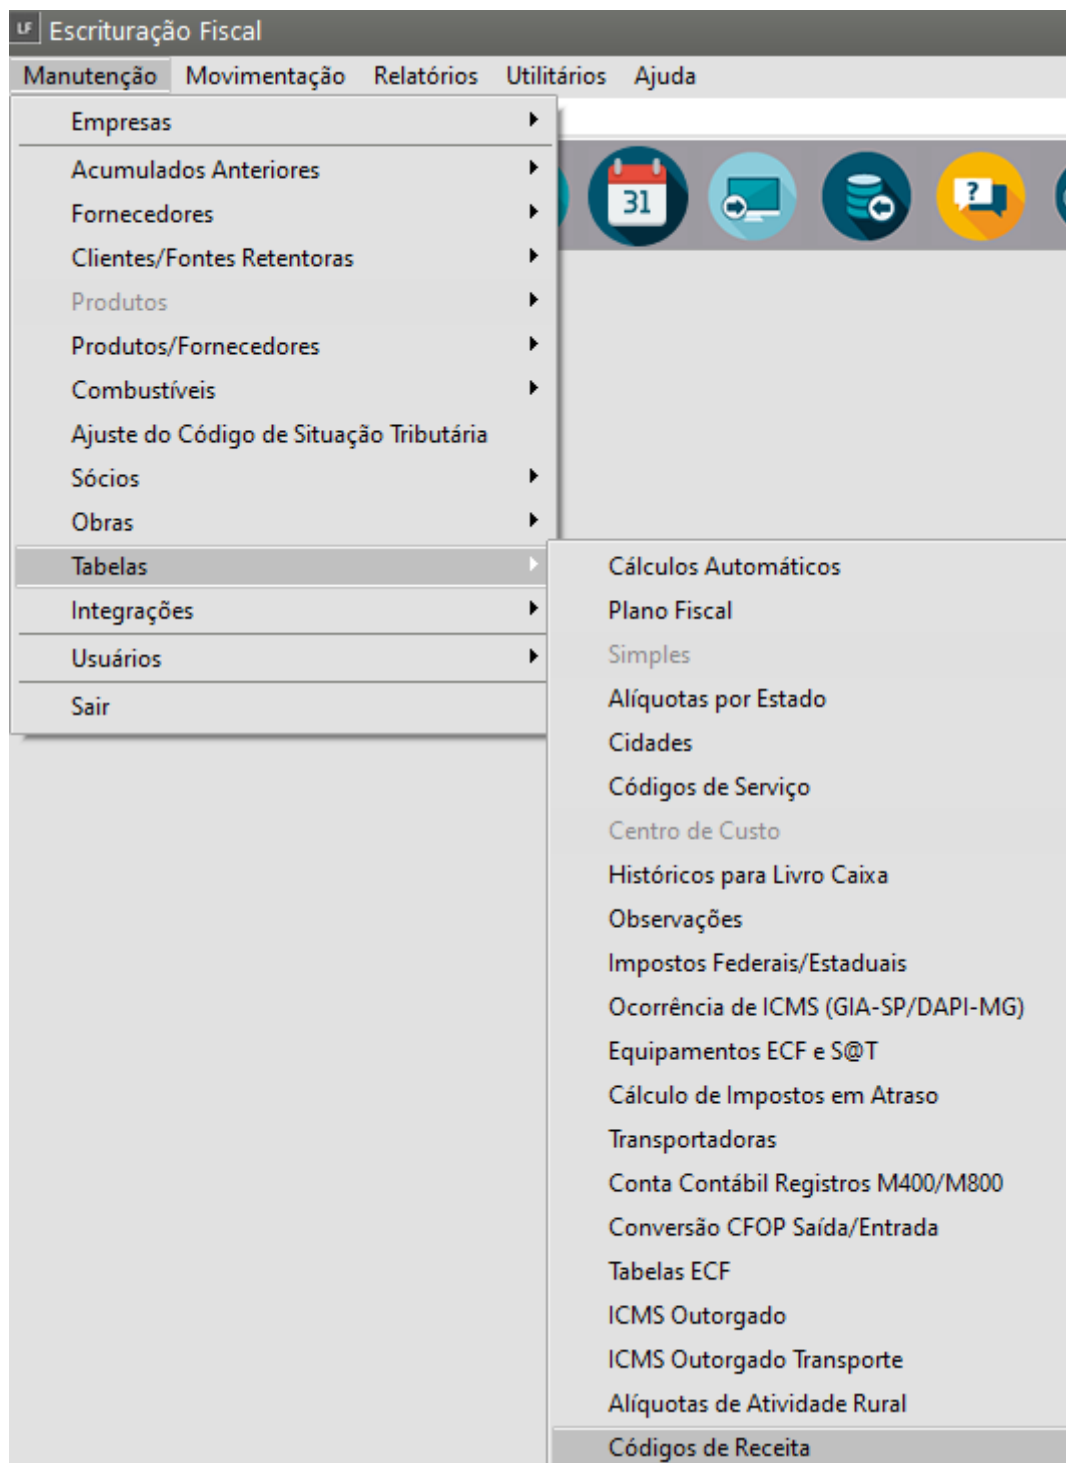 LF Escrituração Fiscal
Manutenção Movimentação Relatórios Utilitários Ajuda
Empresas
Acumulados Anteriores
Fornecedores
Clientes/Fontes Retentoras
Produtos
Produtos/Fornecedores
Combustíveis
Ajuste do Código de Situação Tributária
Sócios
Obras
Tabelas
Integrações
Usuários
Sair
31
?
Cálculos Automáticos
Plano Fiscal
Simples
Alíquotas por Estado
Cidades
Códigos de Serviço
Centro de Custo
Históricos para Livro Caixa
Observações
Impostos Federais/Estaduais
Ocorrência de ICMS (GIA-SP/DAPI-MG)
Equipamentos ECF e S@T
Cálculo de Impostos em Atraso
Transportadoras
Conta Contábil Registros M400/M800
Conversão CFOP Saída/Entrada
Tabelas ECF
ICMS Outorgado
ICMS Outorgado Transporte
Alíquotas de Atividade Rural
Códigos de Receita